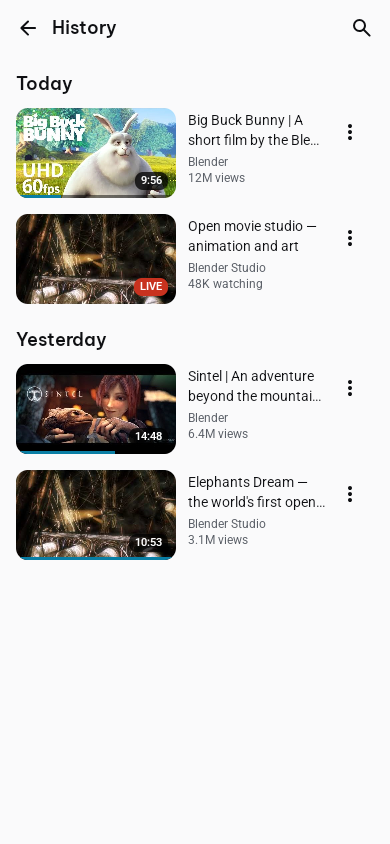 History
Today
Big Buck
BUNNY
UHD
60fps
9:56
Big Buck Bunny | A
short film by the Ble…
Blender
12M views
LIVE
Open movie studio —
animation and art
Blender Studio
48K watching
Yesterday
SINTEL
14:48
Sintel | An adventure
beyond the mountai…
Blender
6.4M views
10:53
Elephants Dream —
the world's first open…
Blender Studio
3.1M views